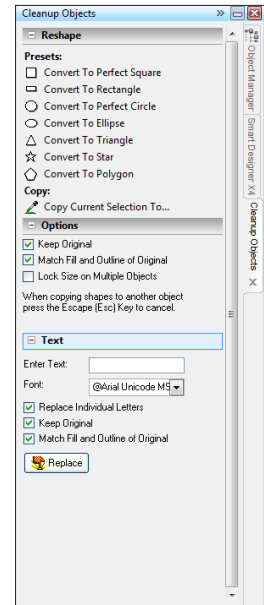 Cleanup Objects
Reshape
Presets:
Convert To Perfect Square
Convert To Rectangle
Convert To Perfect Circle
Convert To Ellipse
Convert To Triangle
Convert To Star
Convert To Polygon
Copy:
Copy Current Selection To...
Options
Keep Original
Match Fill and Outline of Original
Lock Size on Multiple Objects
When copying shapes to another object
press the Escape (Esc) Key to cancel.
Text
Enter Text:
Font: @Arial Unicode MS
Replace Individual Letters
Keep Original
Match Fill and Outline of Original
Replace
Object Manager
Smart Designer X4
Cleanup Objects